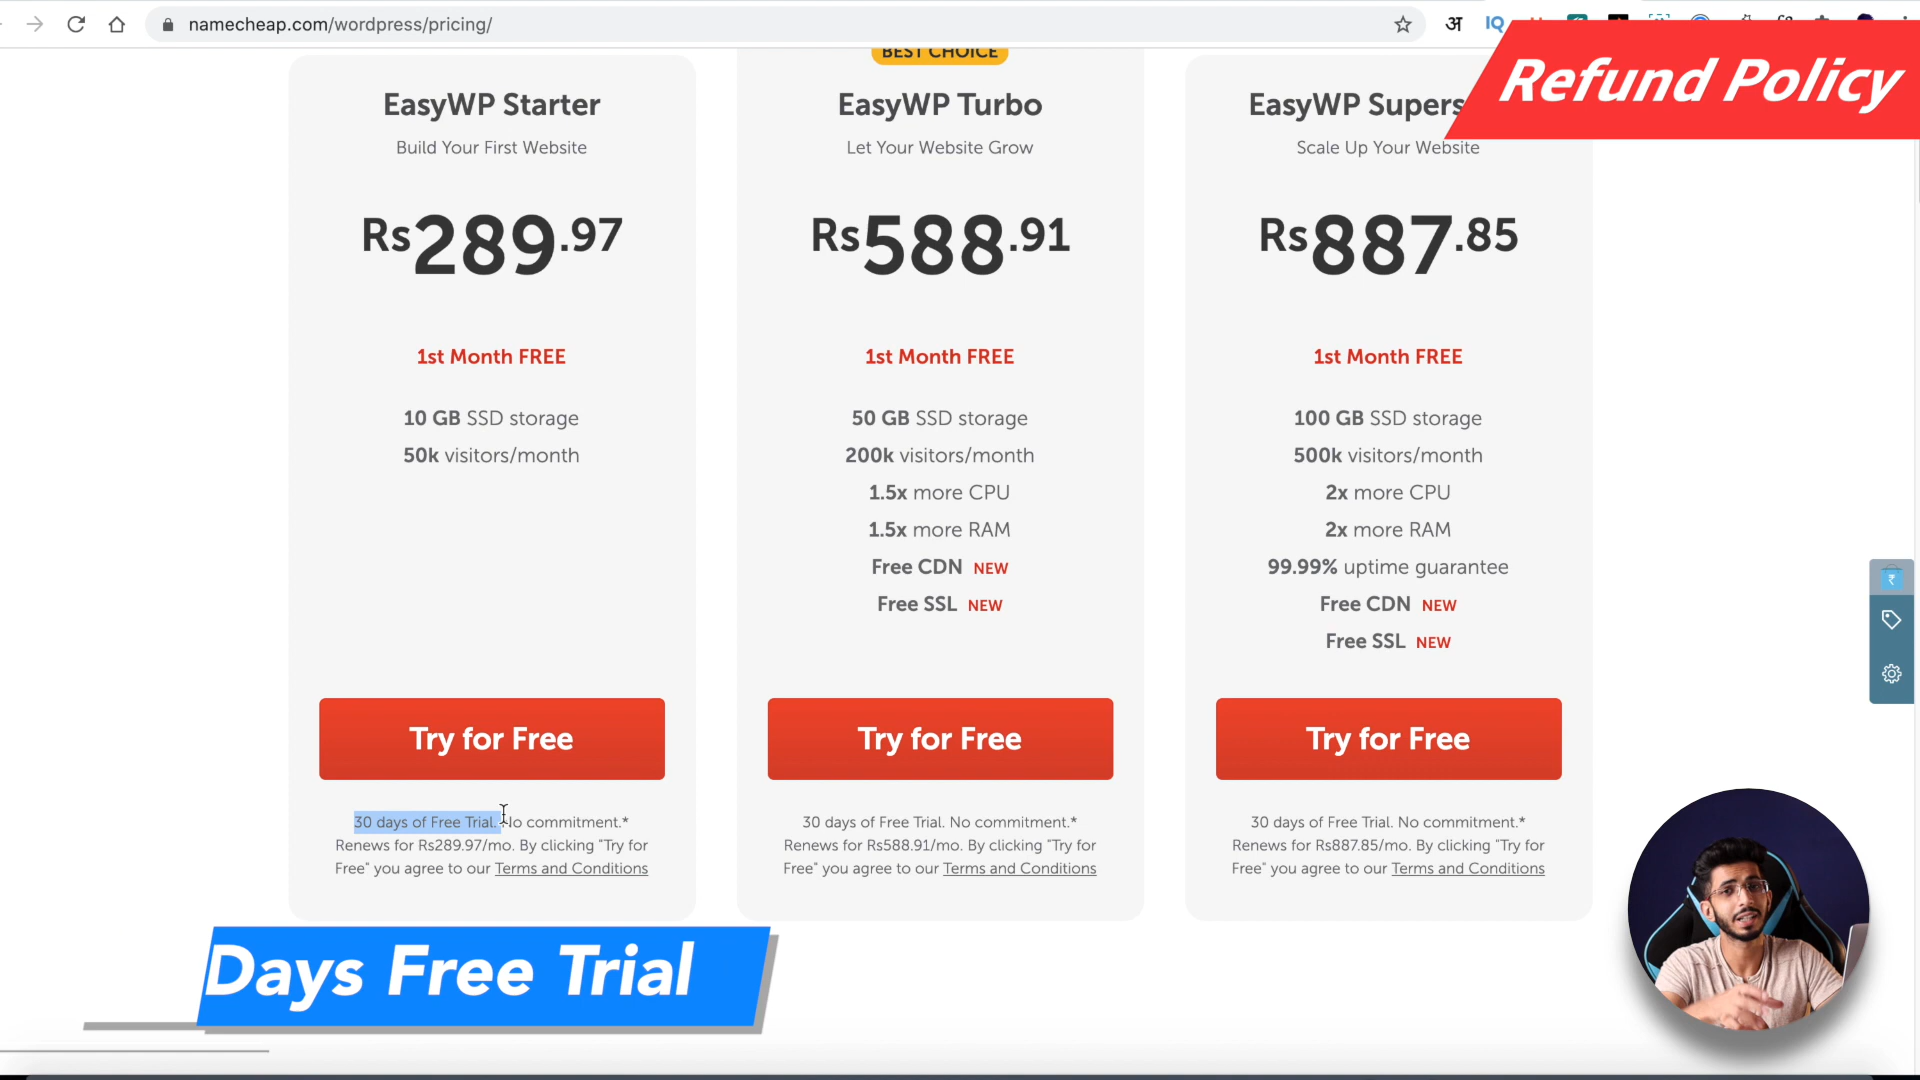 namecheap.com/wordpress/pricing/
अ
IQ
Refund Policy
BEST CHOICE
EasyWP Starter
Build Your First Website
Rs289.97
1st Month FREE
10 GB SSD storage
50k visitors/month
Try for Free
30 days of Free Trial. No commitment.*
Renews for Rs289.97/mo. By clicking "Try for
Free" you agree to our Terms and Conditions
EasyWP Turbo
Let Your Website Grow
Rs588.91
1st Month FREE
50 GB SSD storage
200k visitors/month
1.5x more CPU
1.5x more RAM
Free CDN NEW
Free SSL NEW
Try for Free
30 days of Free Trial. No commitment.*
Renews for Rs588.91/mo. By clicking "Try for
Free" you agree to our Terms and Conditions
EasyWP Supers
Scale Up Your Website
Rs887.85
1st Month FREE
100 GB SSD storage
500k visitors/month
2x more CPU
2x more RAM
99.99% uptime guarantee
Free CDN NEW
Free SSL NEW
Try for Free
30 days of Free Trial. No commitment.*
Renews for Rs887.85/mo. By clicking "Try for
Free" you agree to our Terms and Conditions
₹
Days Free Trial